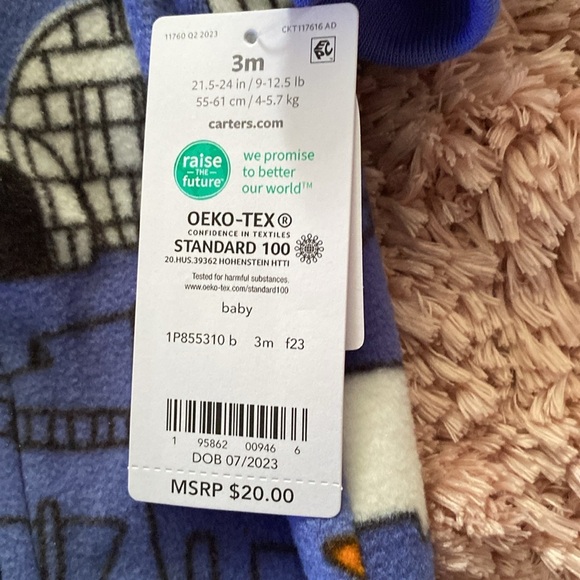 11760 Q2 2023
CKT117616 AD
3m
21.5-24 in / 9-12.5 lb
55-61 cm / 4-5.7 kg
carters.com
raise
THE
future
we promise
to better
our world™
OEKO-TEX®
CONFIDENCE IN TEXTILES
STANDARD 100
20.HUS.39362 HOHENSTEIN HTTI
Tested for harmful substances.
www.oeko-tex.com/standard100
baby
1P855310 b 3m f23
1 95862 00946 6
DOB 07/2023
MSRP $20.00